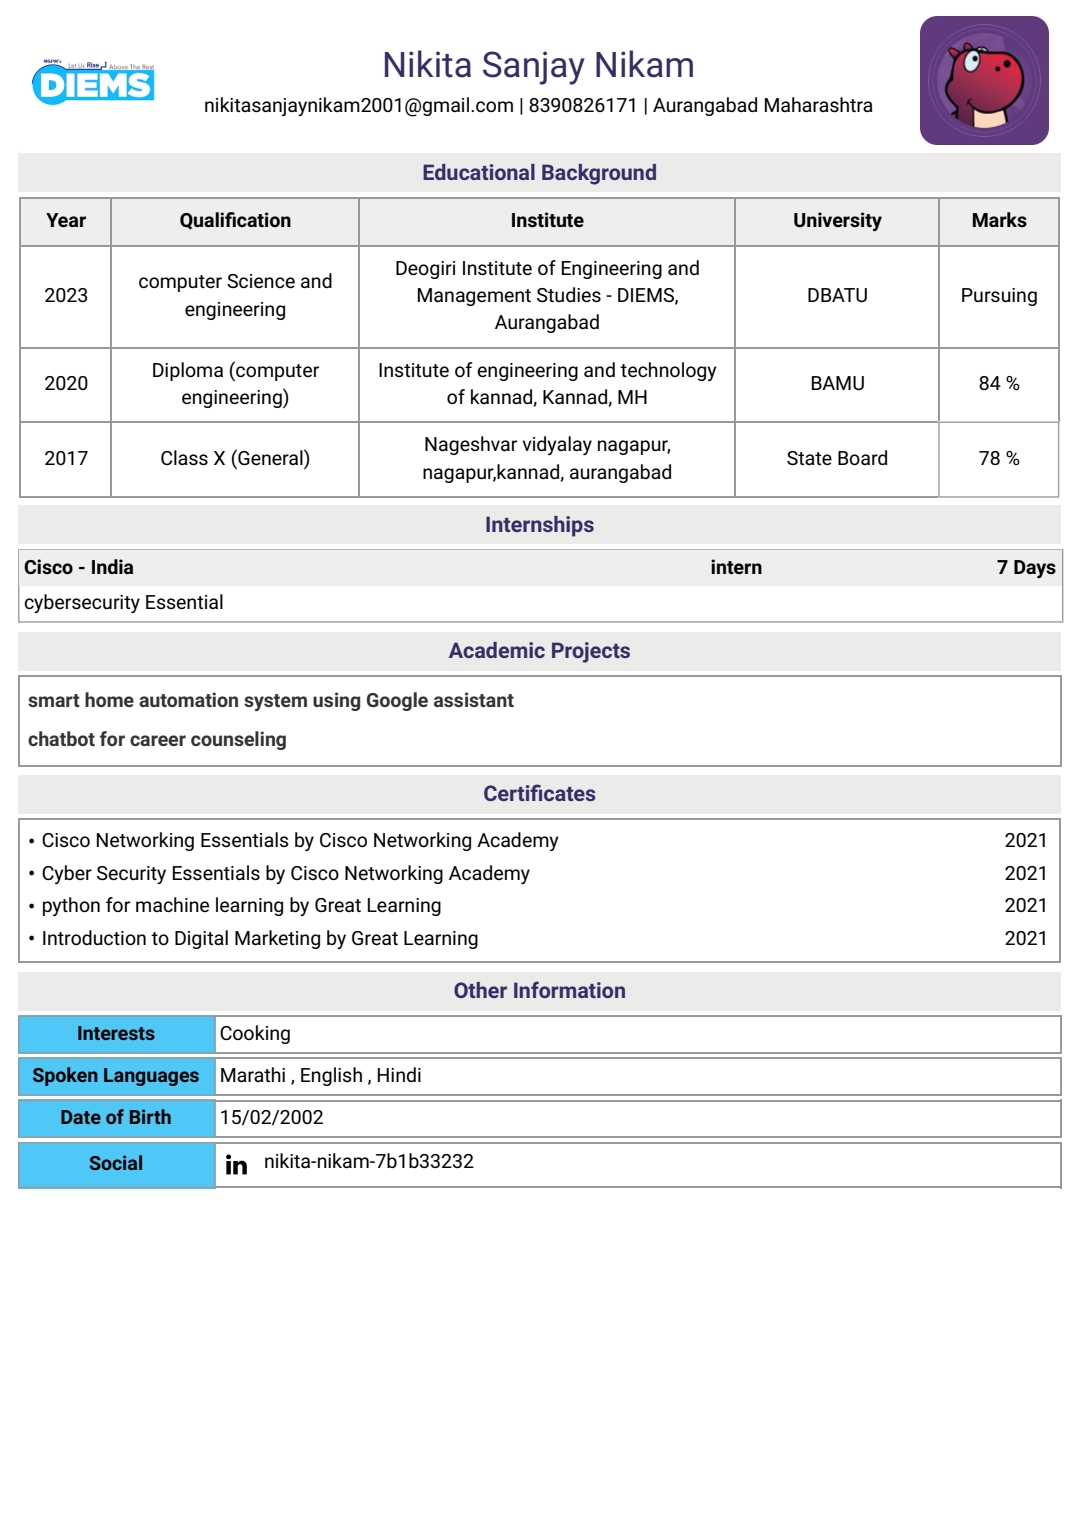 MSPM's
Let Us Rise Above The Rest
DIEMS
Nikita Sanjay Nikam
nikitasanjaynikam2001@gmail.com | 8390826171 | Aurangabad Maharashtra
Educational Background
Year Qualification Institute University Marks
2023 computer Science and engineering Deogiri Institute of Engineering and Management Studies - DIEMS, Aurangabad DBATU Pursuing
2020 Diploma (computer engineering) Institute of engineering and technology of kannad, Kannad, MH BAMU 84 %
2017 Class X (General) Nageshvar vidyalay nagapur, nagapur,kannad, aurangabad State Board 78 %
Internships
Cisco - India intern 7 Days
cybersecurity Essential
Academic Projects
smart home automation system using Google assistant
chatbot for career counseling
Certificates
• Cisco Networking Essentials by Cisco Networking Academy 2021
• Cyber Security Essentials by Cisco Networking Academy 2021
• python for machine learning by Great Learning 2021
• Introduction to Digital Marketing by Great Learning 2021
Other Information
Interests Cooking
Spoken Languages Marathi , English , Hindi
Date of Birth 15/02/2002
Social in nikita-nikam-7b1b33232